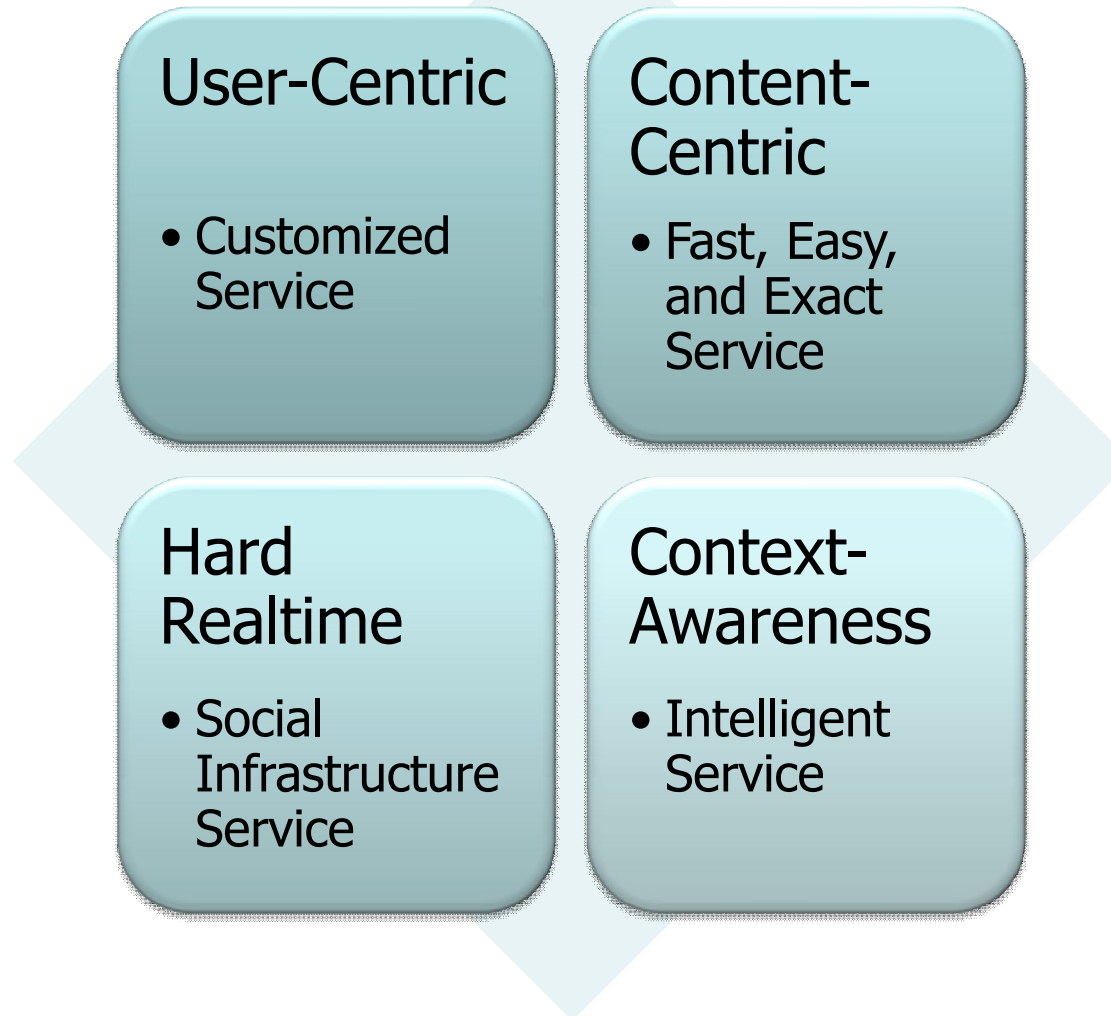 User-Centric
• Customized
Service
Content-
Centric
• Fast, Easy,
and Exact
Service
Hard
Realtime
• Social
Infrastructure
Service
Context-
Awareness
• Intelligent
Service